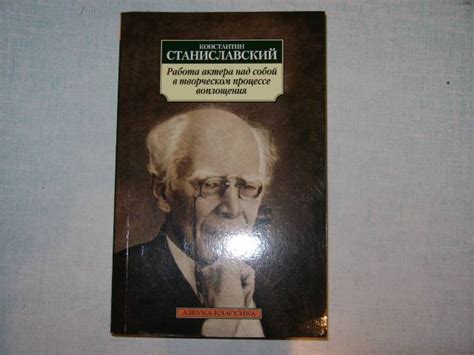 КОНСТАНТИН
СТАНИСЛАВСКИЙ
Работа актера над собой
в творческом процессе
воплощения
АЗБУКА-КЛАССИКА